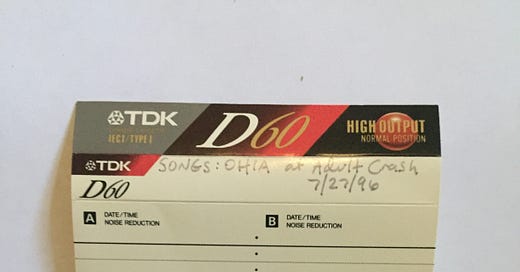 TDK D60 HIGH OUTPUT
IECI/TYPE I NORMAL POSITION
TDK SONGS: OHIA at Adult Crash
D60 7/27/96
A DATE/TIME B DATE/TIME
NOISE REDUCTION NOISE REDUCTION